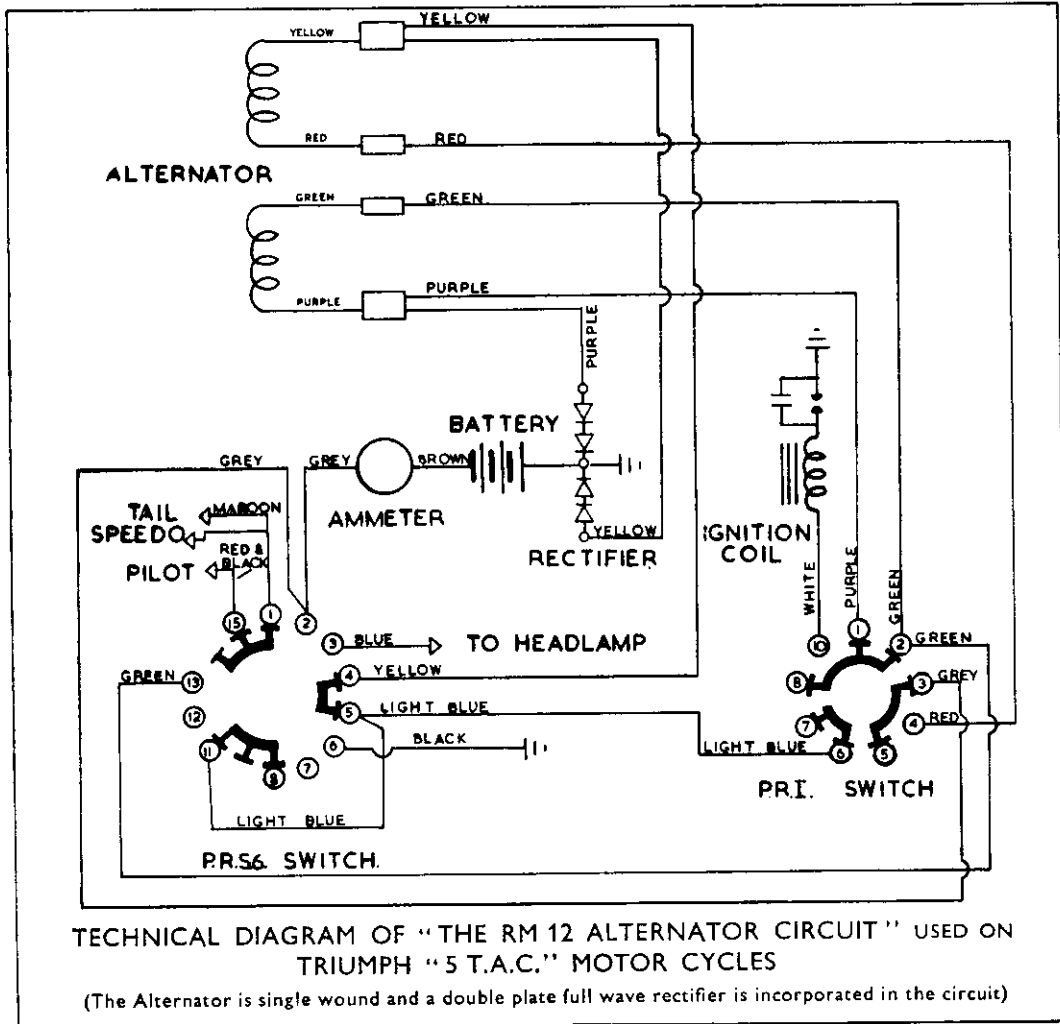 YELLOW
YELLOW
RED
RED
ALTERNATOR
GREEN
GREEN
PURPLE
PURPLE
PURPLE
BATTERY
GREY
GREY
BROWN
AMMETER
YELLOW
RECTIFIER
IGNITION
COIL
WHITE
PURPLE
GREEN
TAIL
MAROON
SPEEDO
RED &
BLACK
PILOT
15
1
2
3
BLUE
TO HEADLAMP
4
YELLOW
GREEN
13
5
LIGHT BLUE
12
6
BLACK
11
8
7
LIGHT BLUE
P.R.S6. SWITCH.
1
10
2
GREEN
8
3
GREY
7
4
RED
LIGHT BLUE
6
5
P.R.I. SWITCH
TECHNICAL DIAGRAM OF "THE RM 12 ALTERNATOR CIRCUIT" USED ON
TRIUMPH "5 T.A.C." MOTOR CYCLES
(The Alternator is single wound and a double plate full wave rectifier is incorporated in the circuit)